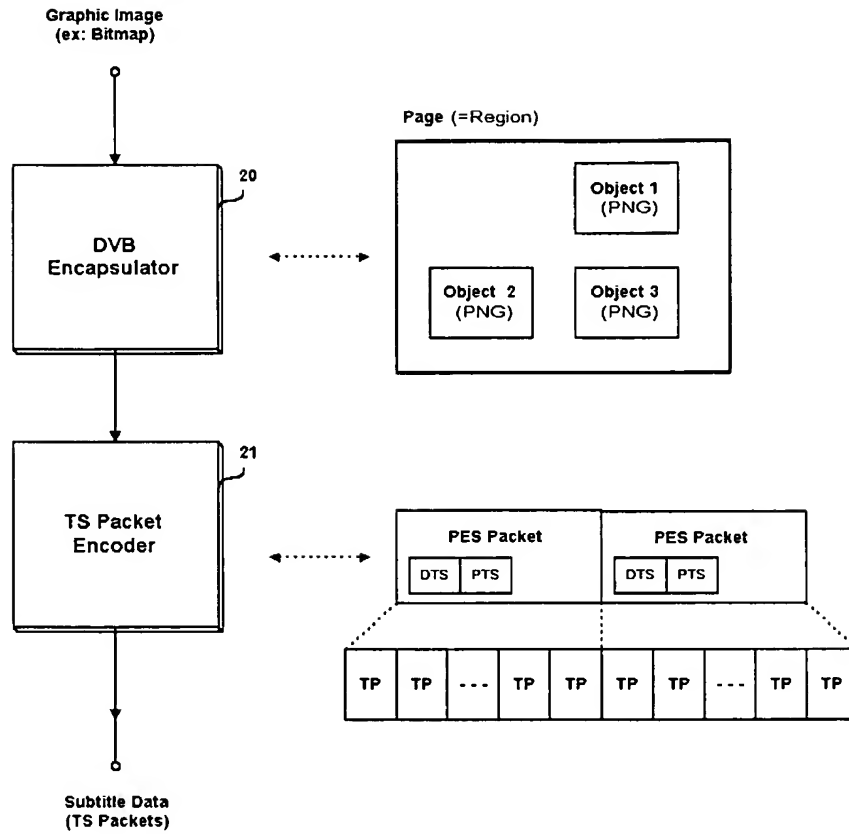 Graphic Image
(ex: Bitmap)
20
DVB
Encapsulator
Page (=Region)
Object 1
(PNG)
Object 2
(PNG)
Object 3
(PNG)
21
TS Packet
Encoder
PES Packet
DTS PTS
PES Packet
DTS PTS
TP TP --- TP TP TP TP --- TP TP
Subtitle Data
(TS Packets)